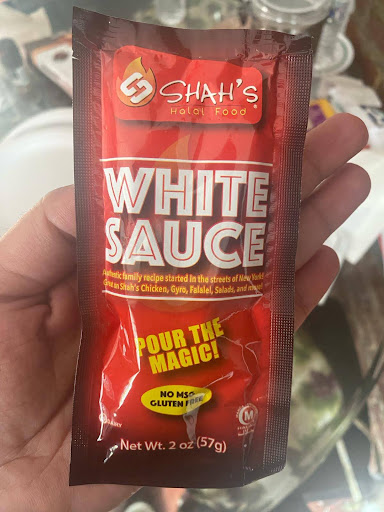 SHAH'S
Halal Food
WHITE
SAUCE
Authentic family recipe started in the streets of New York!
on Shah's Chicken, Gyro, Falafel, Salads, and more!
POUR THE
MAGIC!
NO MSG
GLUTEN FREE
M
Net Wt. 2 oz (57g)